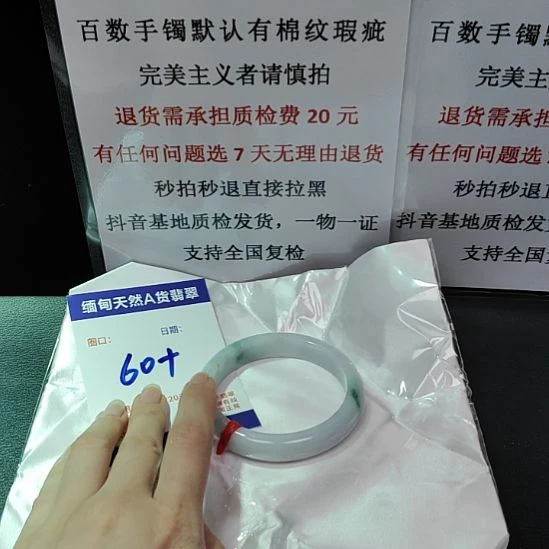 百数手镯默认有棉纹瑕疵
完美主义者请慎拍
退货需承担质检费 20 元
有任何问题选 7 天无理由退货
秒拍秒退直接拉黑
抖音基地质检发货，一物一证
支持全国复检
百数手镯
完美主
退货需承担
有任何问题选
秒拍
抖音基地质检发
支持全国复
缅甸天然A货翡翠
圈口：
日期：
60+